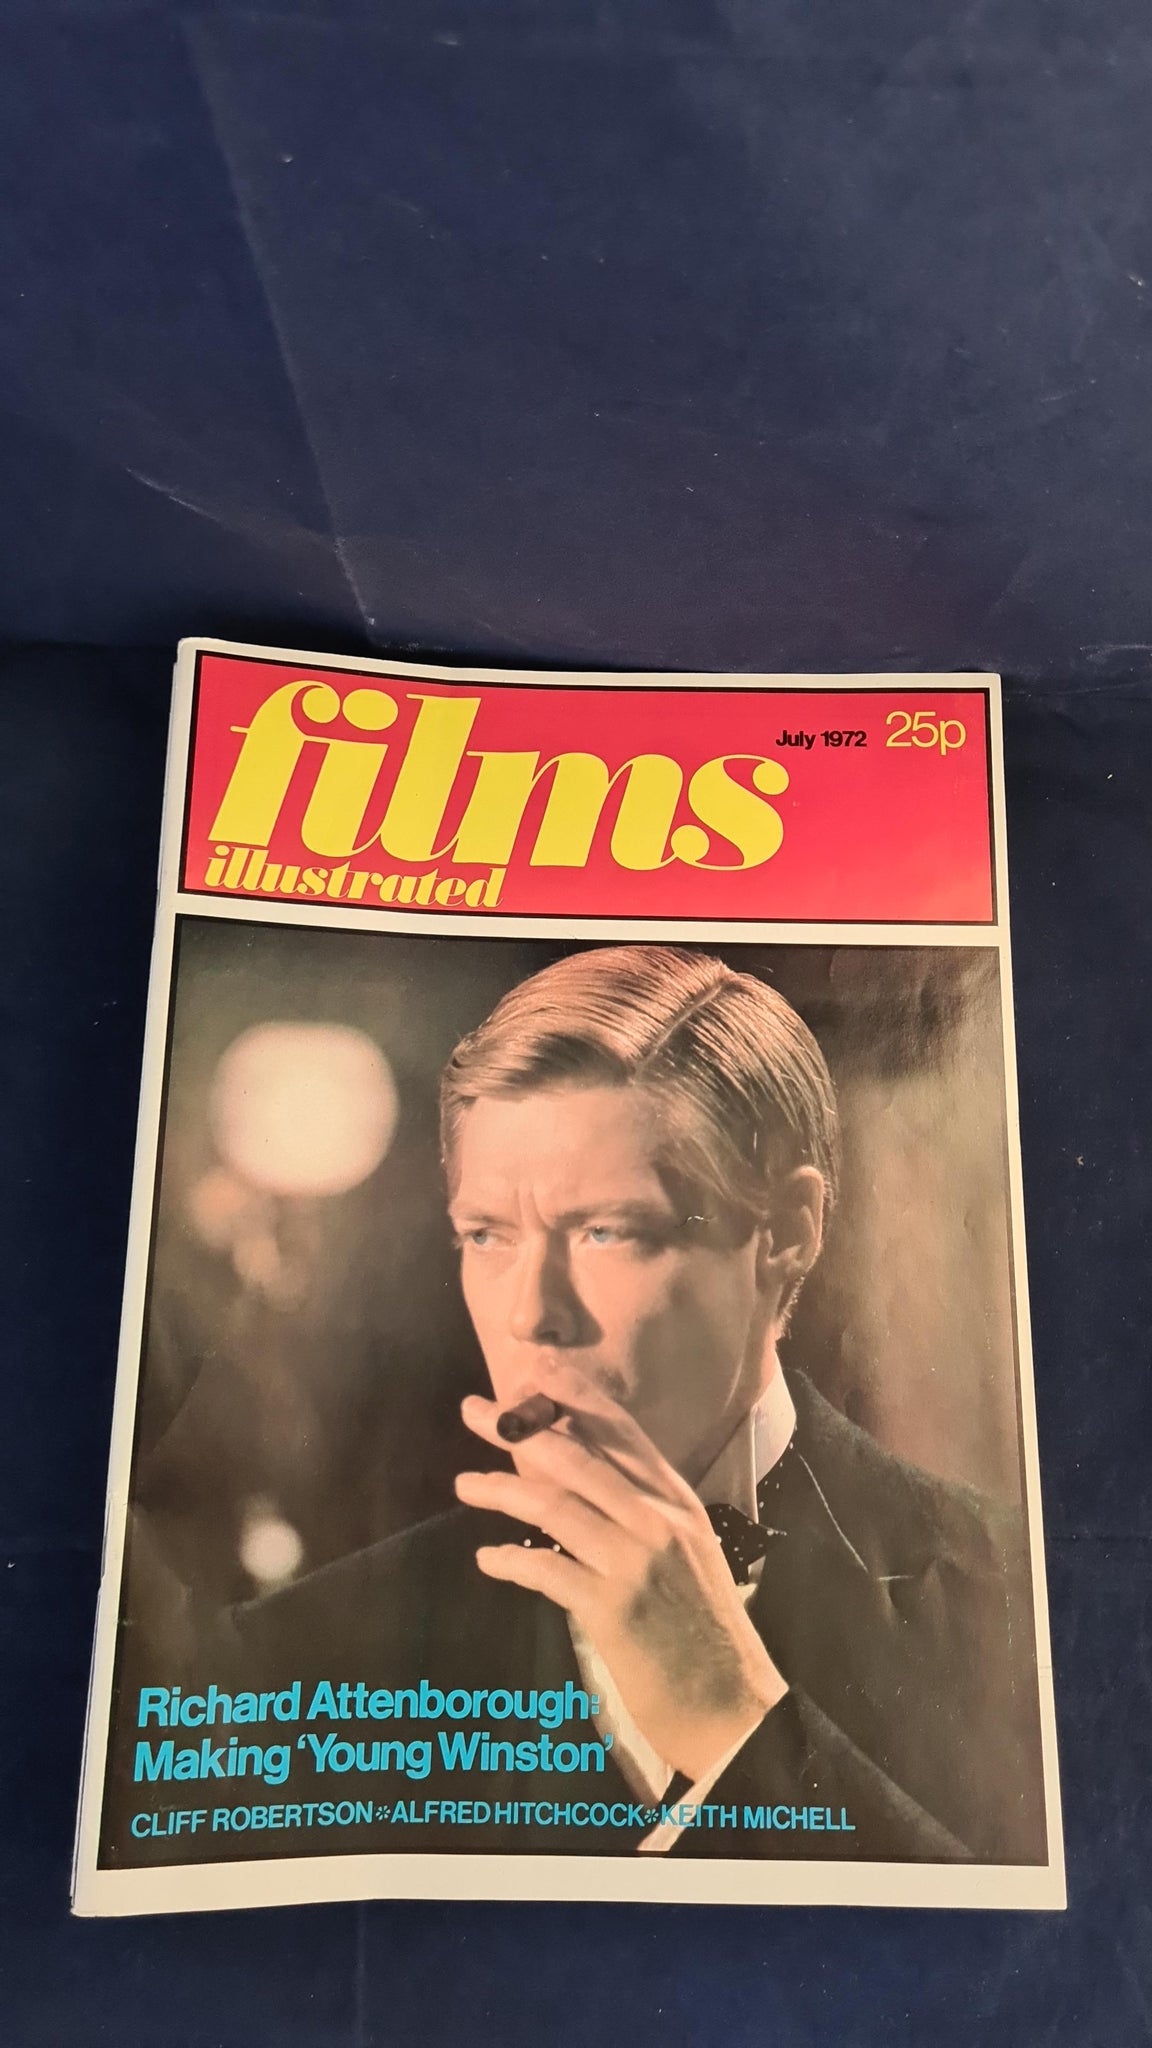 films
July 1972 25p
illustrated
Richard Attenborough:
Making ‘Young Winston’
CLIFF ROBERTSON*ALFRED HITCHCOCK*KEITH MICHELL